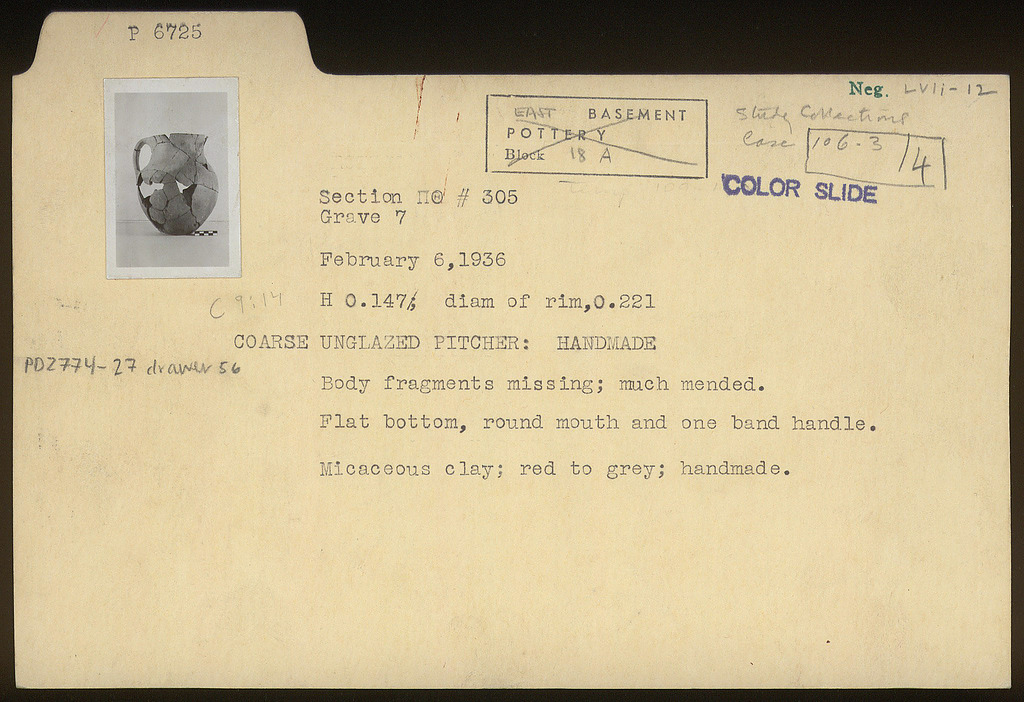 P 6725
Neg. LVii-12
EAST BASEMENT
POTTERY
Block 18 A
Study Collections
Case 106-3 / 4
COLOR SLIDE
Section ΠΘ # 305
Grave 7
February 6,1936
H 0.147; diam of rim,0.221
C 9:14
COARSE UNGLAZED PITCHER: HANDMADE
PD2774-27 drawer 56
Body fragments missing; much mended.
Flat bottom, round mouth and one band handle.
Micaceous clay; red to grey; handmade.